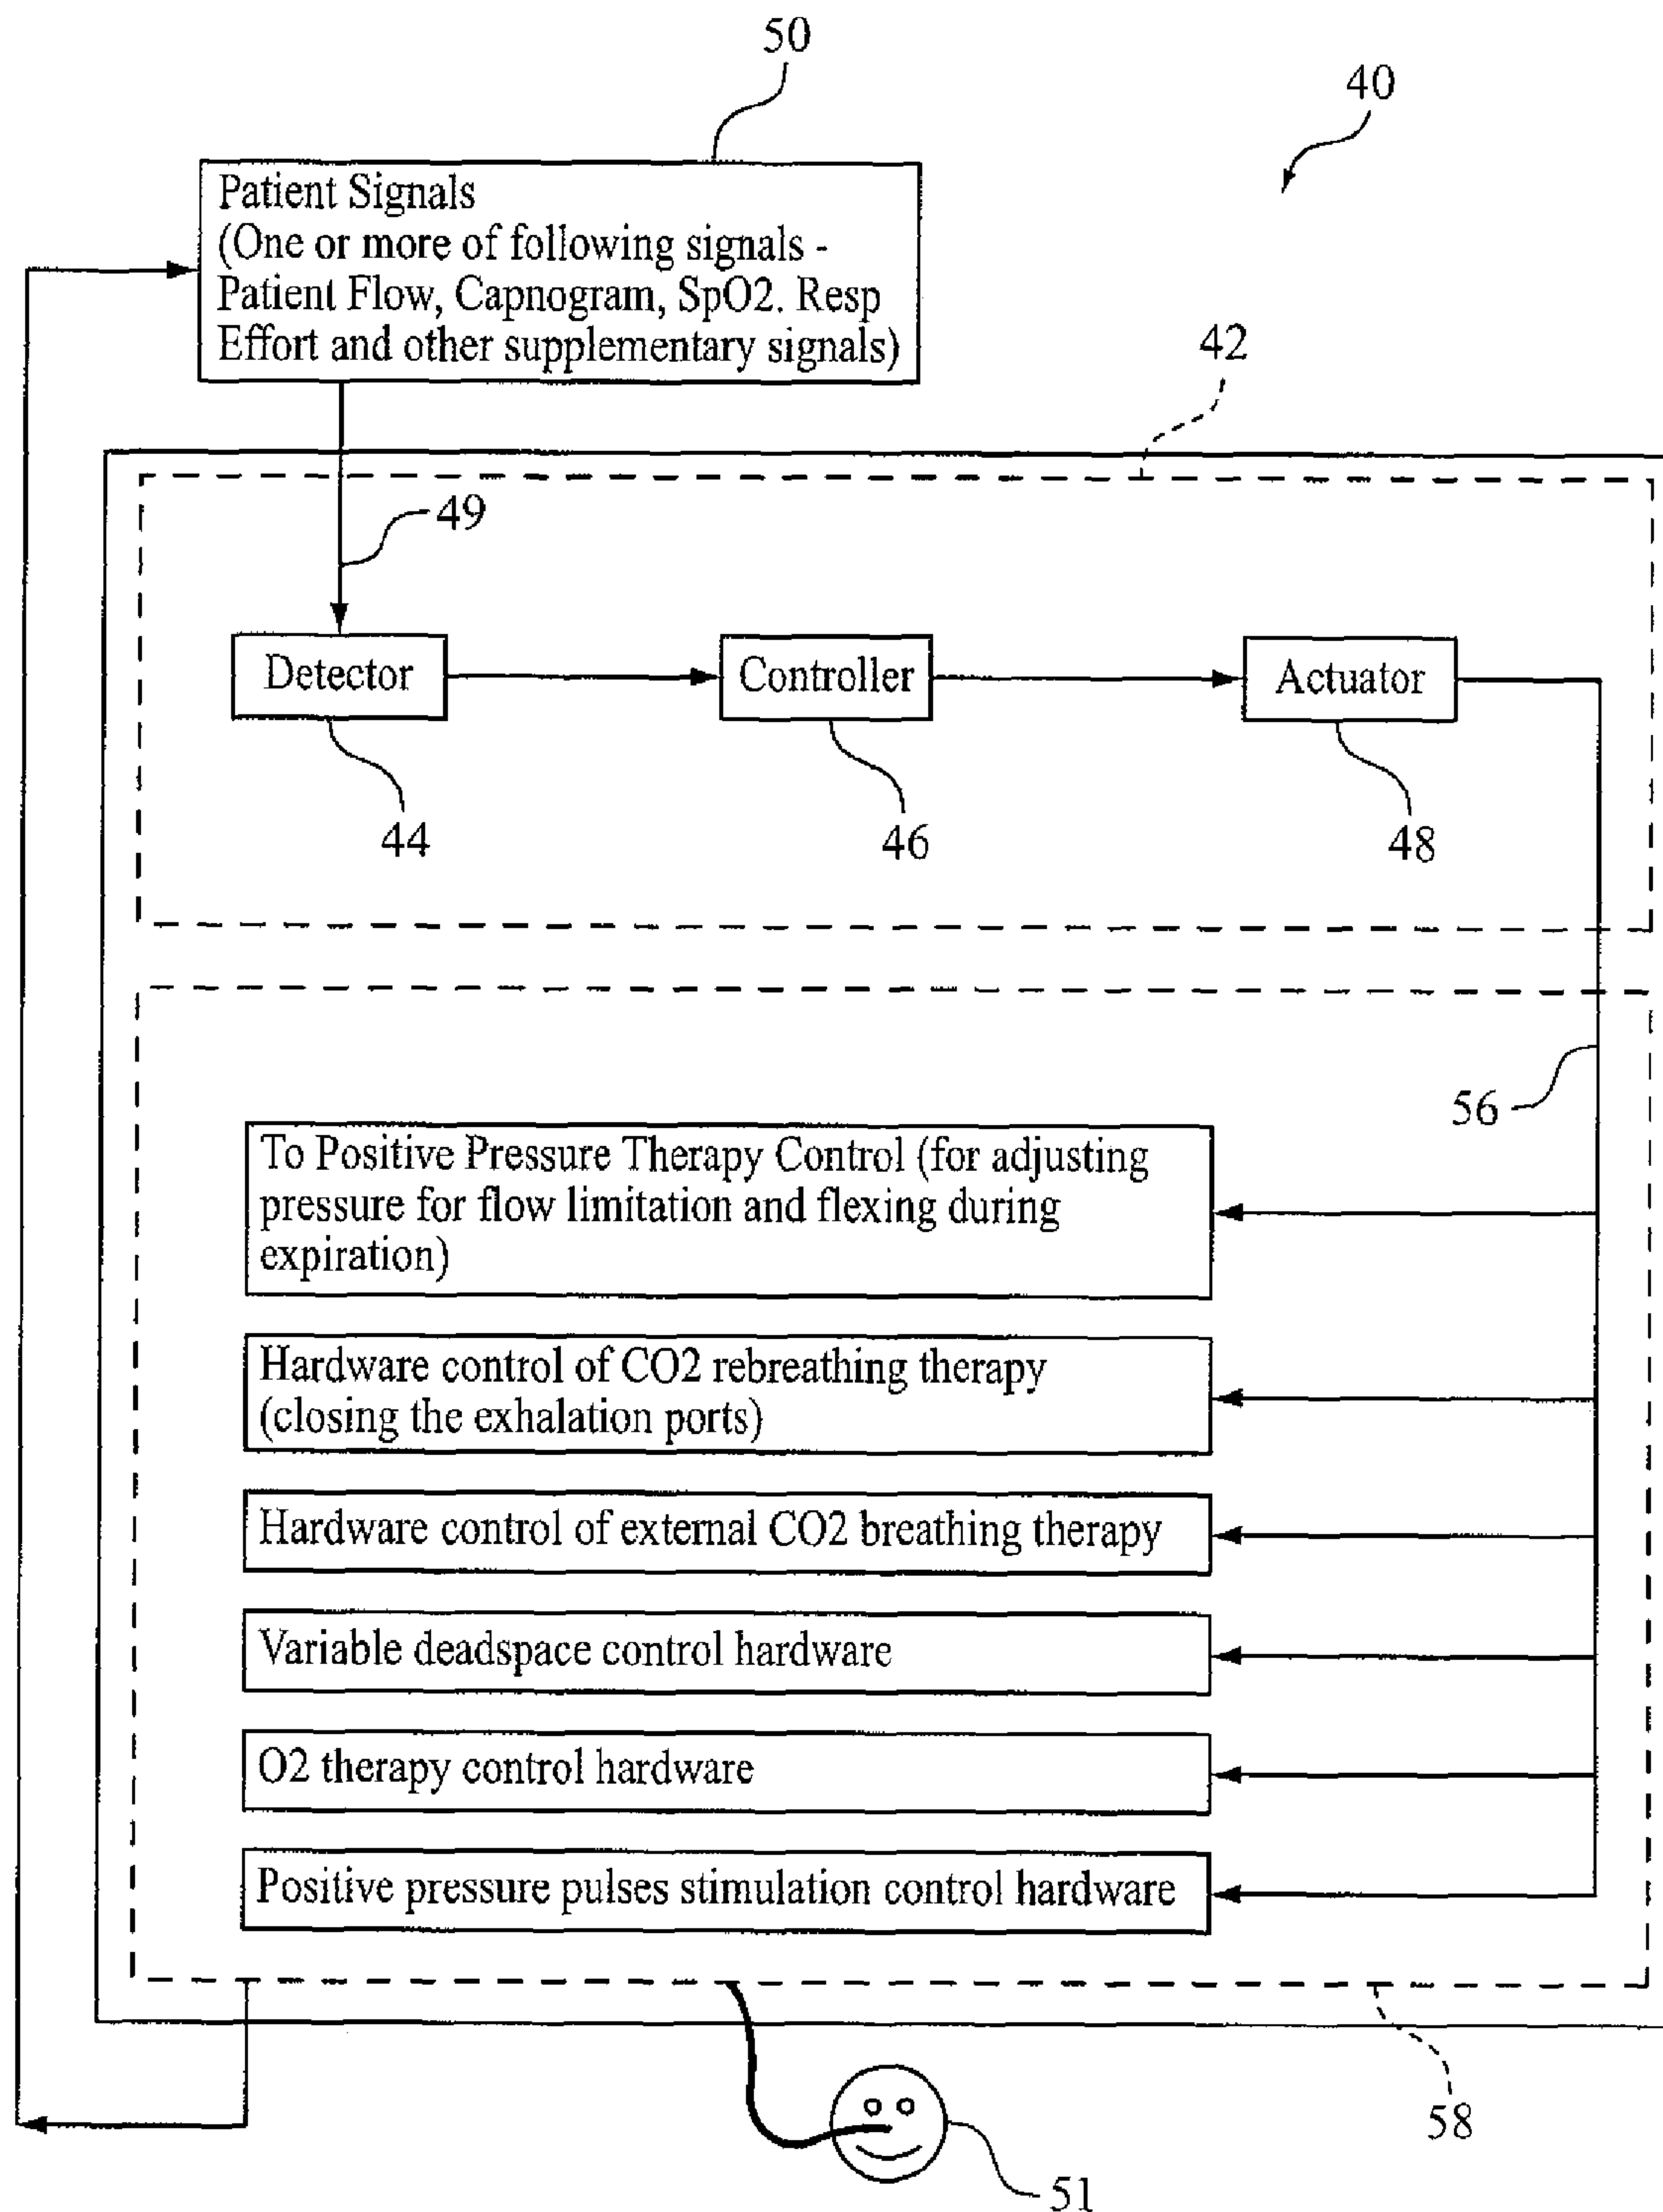 50
40
Patient Signals
(One or more of following signals -
Patient Flow, Capnogram, SpO2. Resp
Effort and other supplementary signals)
42
49
Detector
Controller
Actuator
44
46
48
56
To Positive Pressure Therapy Control (for adjusting
pressure for flow limitation and flexing during
expiration)
Hardware control of CO2 rebreathing therapy
(closing the exhalation ports)
Hardware control of external CO2 breathing therapy
Variable deadspace control hardware
O2 therapy control hardware
Positive pressure pulses stimulation control hardware
58
51